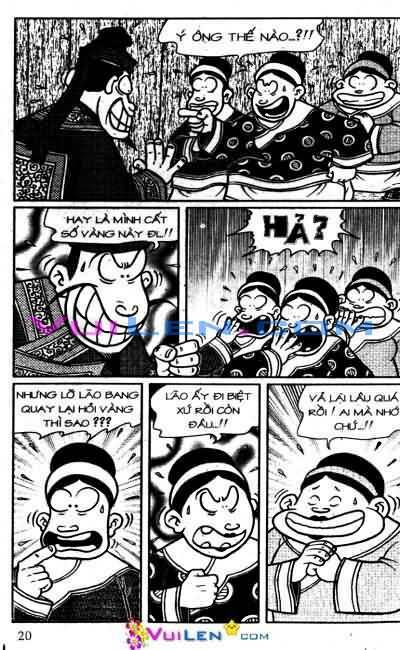 Ý ÔNG THẾ NÀO...?!!
HAY LÀ MÌNH CẤT
SỐ VÀNG NÀY ĐI...!!
HẢ?
VUILEN.COM
NHƯNG LỠ LÃO BANG
QUAY LẠI HỎI VÀNG
THÌ SAO ???
LÃO ẤY ĐI BIỆT
XỨ RỒI CÒN
ĐÂU...!!
VẢ LẠI LÂU QUÁ
RỒI ! AI MÀ NHỚ
CHỨ...!!
20
VUILEN.COM